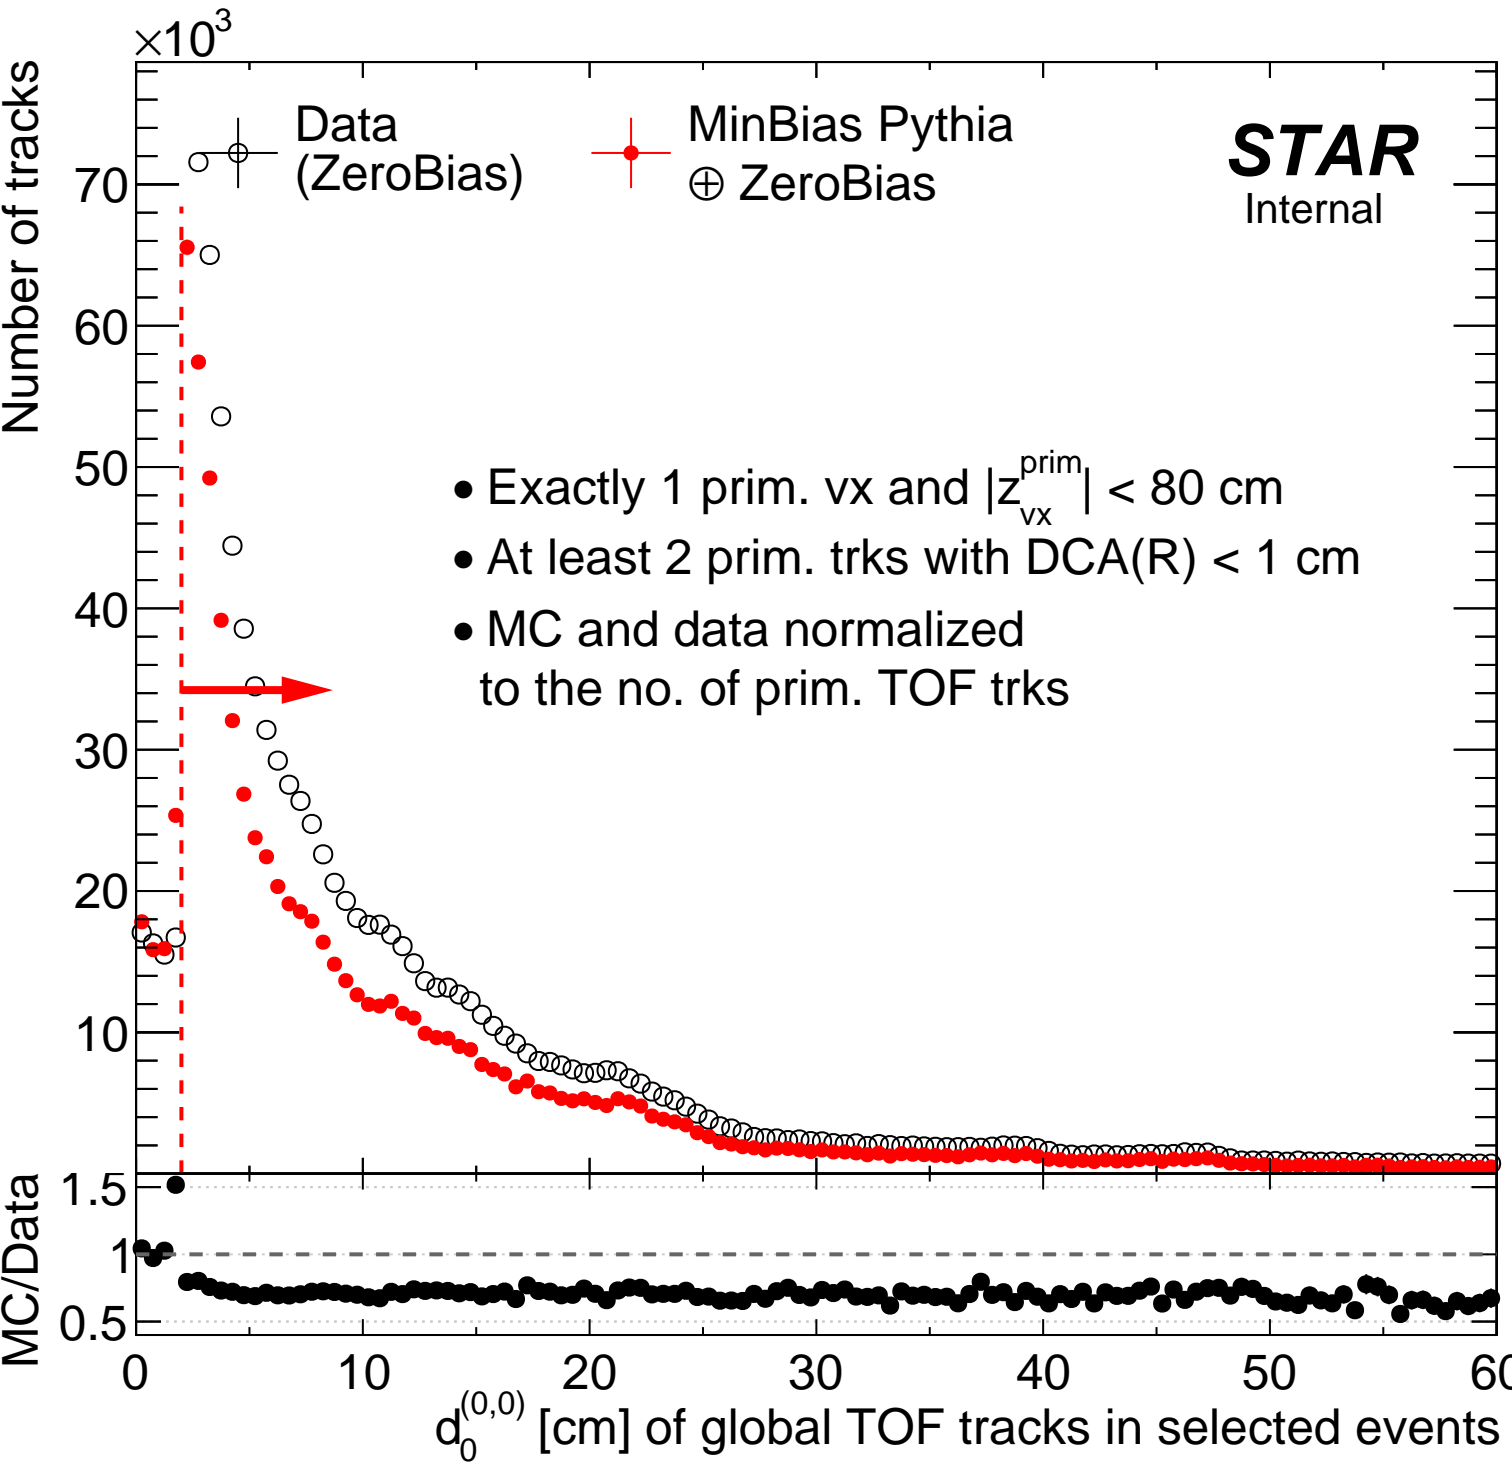 ×10³
Number of tracks
Data
(ZeroBias)
MinBias Pythia
⊕ ZeroBias
STAR
Internal
70
60
50
40
30
20
10
• Exactly 1 prim. vx and |z_vx^prim| < 80 cm
• At least 2 prim. trks with DCA(R) < 1 cm
• MC and data normalized
to the no. of prim. TOF trks
MC/Data
1.5
1
0.5
0 10 20 30 40 50 60
d_0^(0,0) [cm] of global TOF tracks in selected events